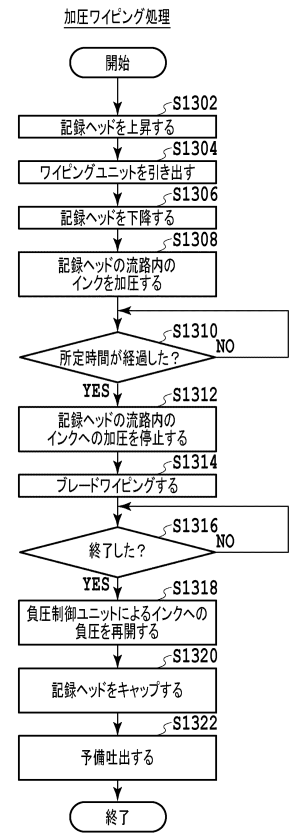 加圧ワイピング処理
開始
S1302
記録ヘッドを上昇する
S1304
ワイピングユニットを引き出す
S1306
記録ヘッドを下降する
S1308
記録ヘッドの流路内の
インクを加圧する
S1310
所定時間が経過した？
NO
YES
S1312
記録ヘッドの流路内の
インクへの加圧を停止する
S1314
ブレードワイピングする
S1316
終了した？
NO
YES
S1318
負圧制御ユニットによるインクへの
負圧を再開する
S1320
記録ヘッドをキャップする
S1322
予備吐出する
終了